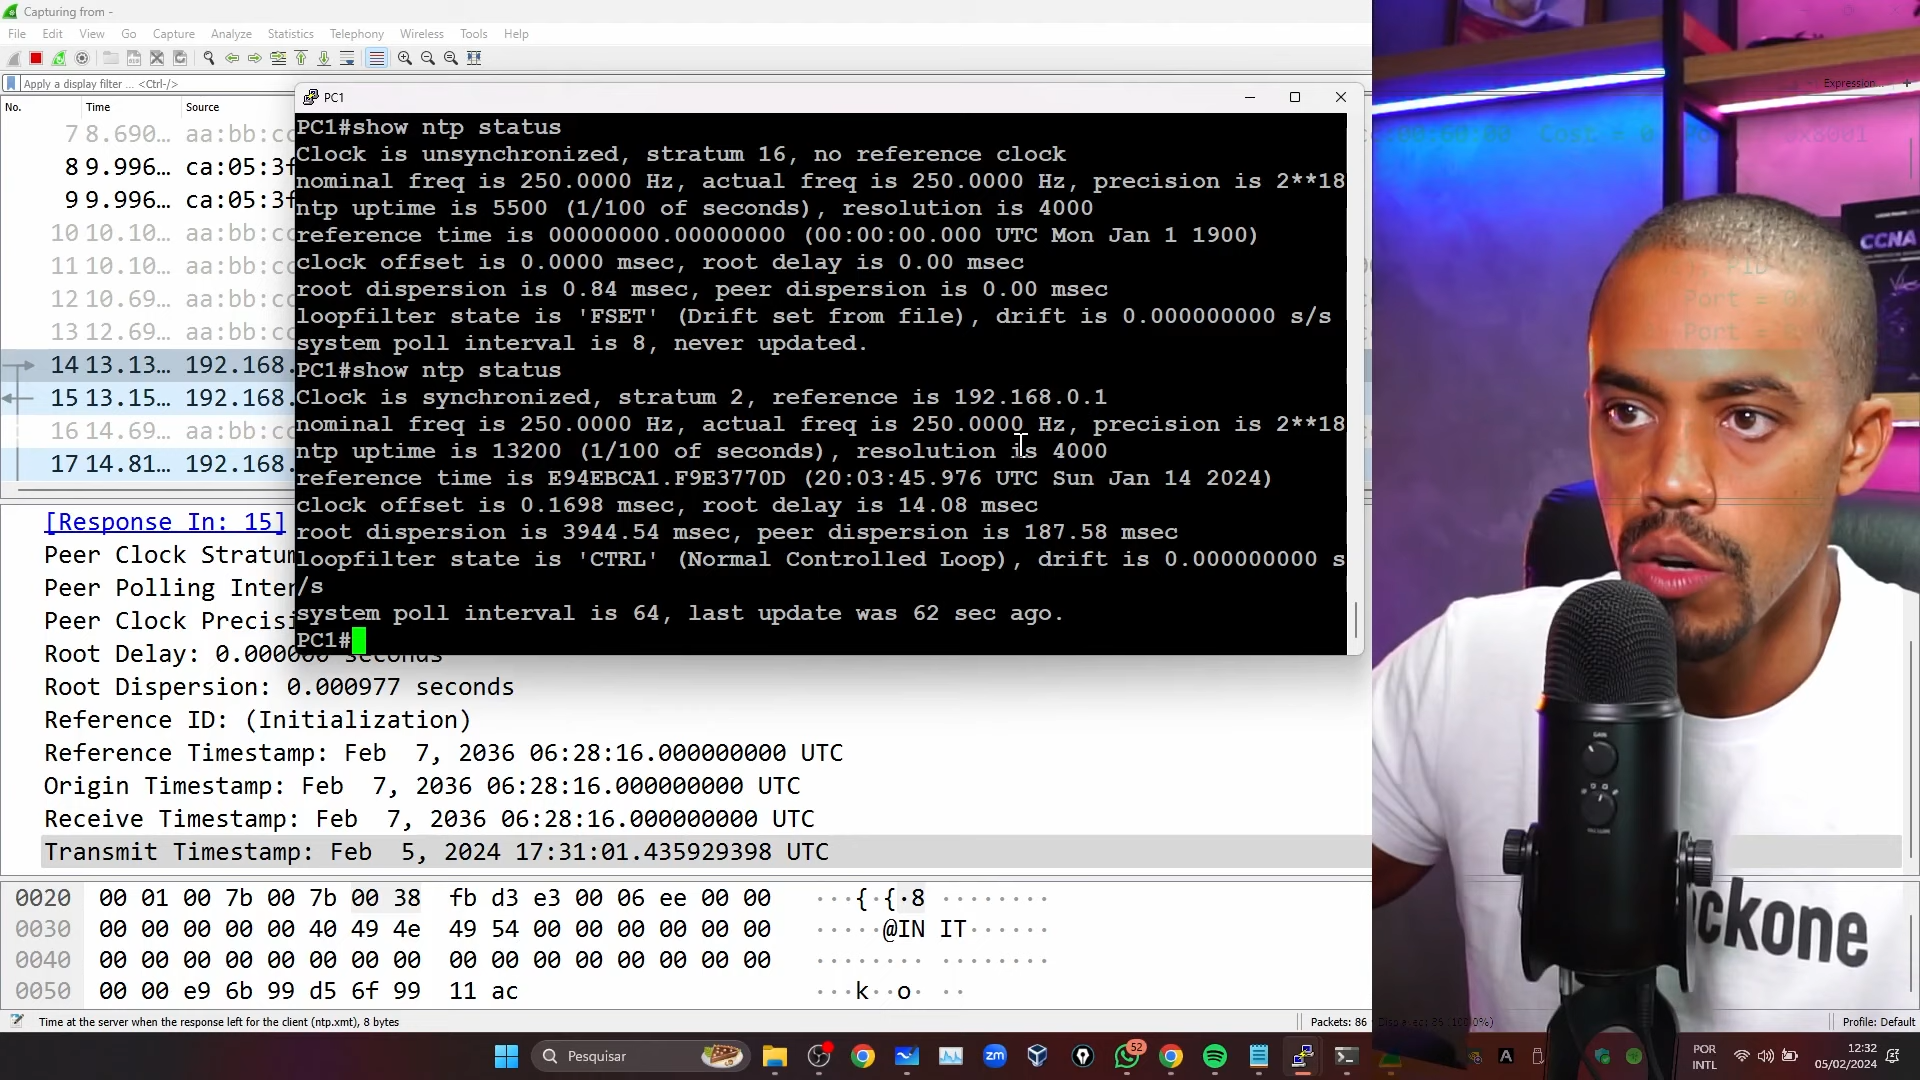 Capturing from -
File Edit View Go Capture Analyze Statistics Telephony Wireless Tools Help
Apply a display filter ... <Ctrl-/>
Expression...
No. Time Source
7 8.690… aa:bb:cc
8 9.996… ca:05:3f
9 9.996… ca:05:3f
10 10.10… aa:bb:cc
11 10.10… aa:bb:cc
12 10.69… aa:bb:cc
13 12.69… aa:bb:cc
14 13.13… 192.168.
15 13.15… 192.168.
16 14.69… aa:bb:cc
17 14.81… 192.168.
PC1
PC1#show ntp status
Clock is unsynchronized, stratum 16, no reference clock
nominal freq is 250.0000 Hz, actual freq is 250.0000 Hz, precision is 2**18
ntp uptime is 5500 (1/100 of seconds), resolution is 4000
reference time is 00000000.00000000 (00:00:00.000 UTC Mon Jan 1 1900)
clock offset is 0.0000 msec, root delay is 0.00 msec
root dispersion is 0.84 msec, peer dispersion is 0.00 msec
loopfilter state is 'FSET' (Drift set from file), drift is 0.000000000 s/s
system poll interval is 8, never updated.
PC1#show ntp status
Clock is synchronized, stratum 2, reference is 192.168.0.1
nominal freq is 250.0000 Hz, actual freq is 250.0000 Hz, precision is 2**18
ntp uptime is 13200 (1/100 of seconds), resolution is 4000
reference time is E94EBCA1.F9E3770D (20:03:45.976 UTC Sun Jan 14 2024)
clock offset is 0.1698 msec, root delay is 14.08 msec
root dispersion is 3944.54 msec, peer dispersion is 187.58 msec
loopfilter state is 'CTRL' (Normal Controlled Loop), drift is 0.000000000 s
/s
system poll interval is 64, last update was 62 sec ago.
PC1#
[Response In: 15]
Peer Clock Stratum
Peer Polling Inter
Peer Clock Precisi
Root Delay: 0.000000 seconds
Root Dispersion: 0.000977 seconds
Reference ID: (Initialization)
Reference Timestamp: Feb 7, 2036 06:28:16.000000000 UTC
Origin Timestamp: Feb 7, 2036 06:28:16.000000000 UTC
Receive Timestamp: Feb 7, 2036 06:28:16.000000000 UTC
Transmit Timestamp: Feb 5, 2024 17:31:01.435929398 UTC
0020 00 01 00 7b 00 7b 00 38 fb d3 e3 00 06 ee 00 00 ···{·{·8 ········
0030 00 00 00 00 00 40 49 4e 49 54 00 00 00 00 00 00 ·····@IN IT······
0040 00 00 00 00 00 00 00 00 00 00 00 00 00 00 00 00 ········ ········
0050 00 00 e9 6b 99 d5 6f 99 11 ac ···k··o· ··
Time at the server when the response left for the client (ntp.xmt), 8 bytes
Packets: 86
Profile: Default
CCNA
ckone
GAIN
Pesquisar
zm
52
A
POR
INTL
12:32
05/02/2024